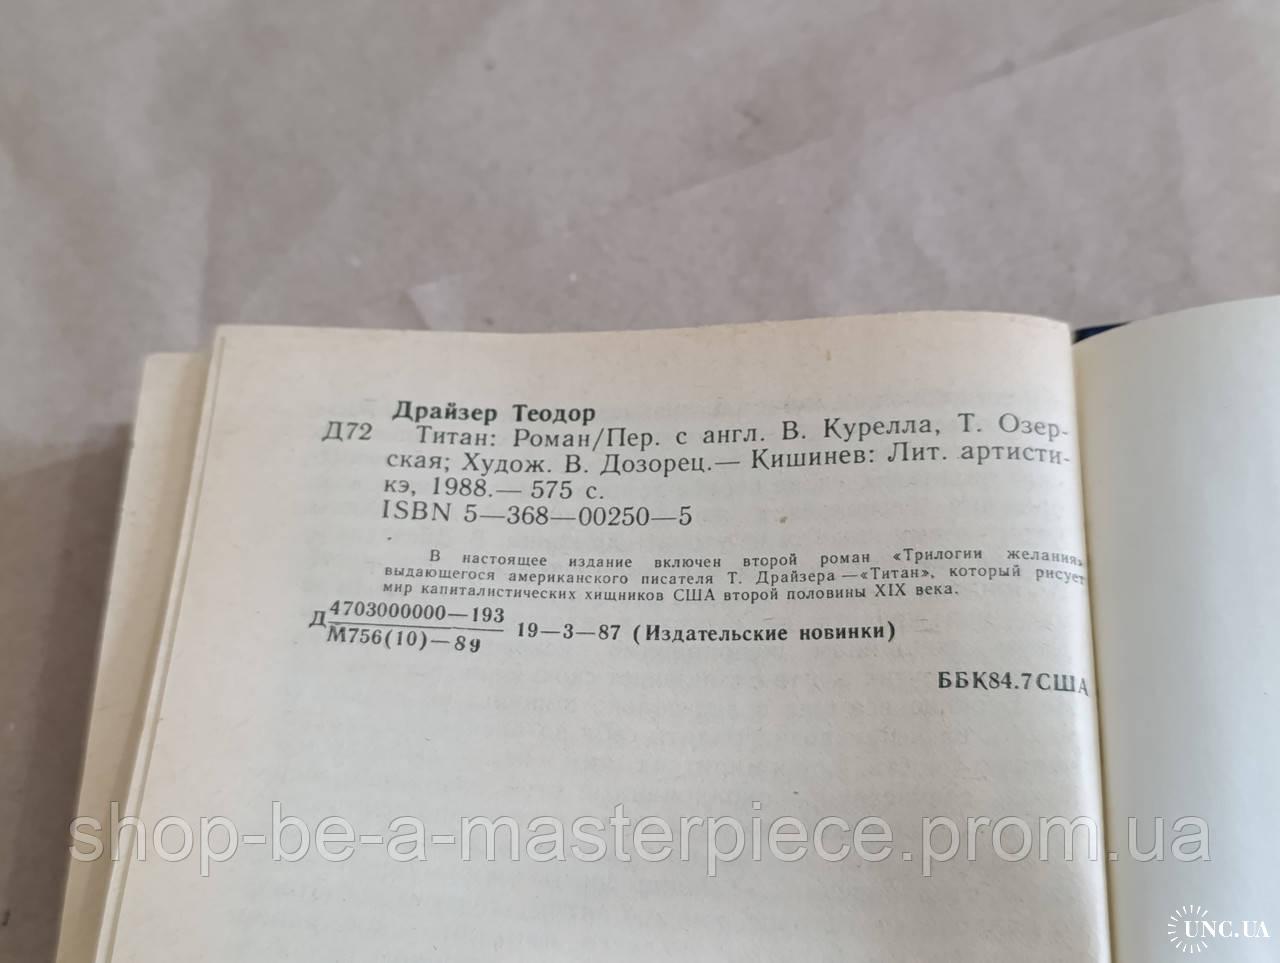 Драйзер Теодор
Д72 Титан: Роман/Пер. с англ. В. Курелла, Т. Озер-
ская; Худож. В. Дозорец.— Кишинев: Лит. артисти-
кэ, 1988.— 575 с.
ISBN 5—368—00250—5
В настоящее издание включен второй роман «Трилогии желания»
выдающегося американского писателя Т. Драйзера—«Титан», который рисует
мир капиталистических хищников США второй половины XIX века.
Д 4703000000—193
М756(10)—89 19—3—87 (Издательские новинки)
ББК84.7США
shop-be-a-masterpiece.prom.ua
UNC.UA